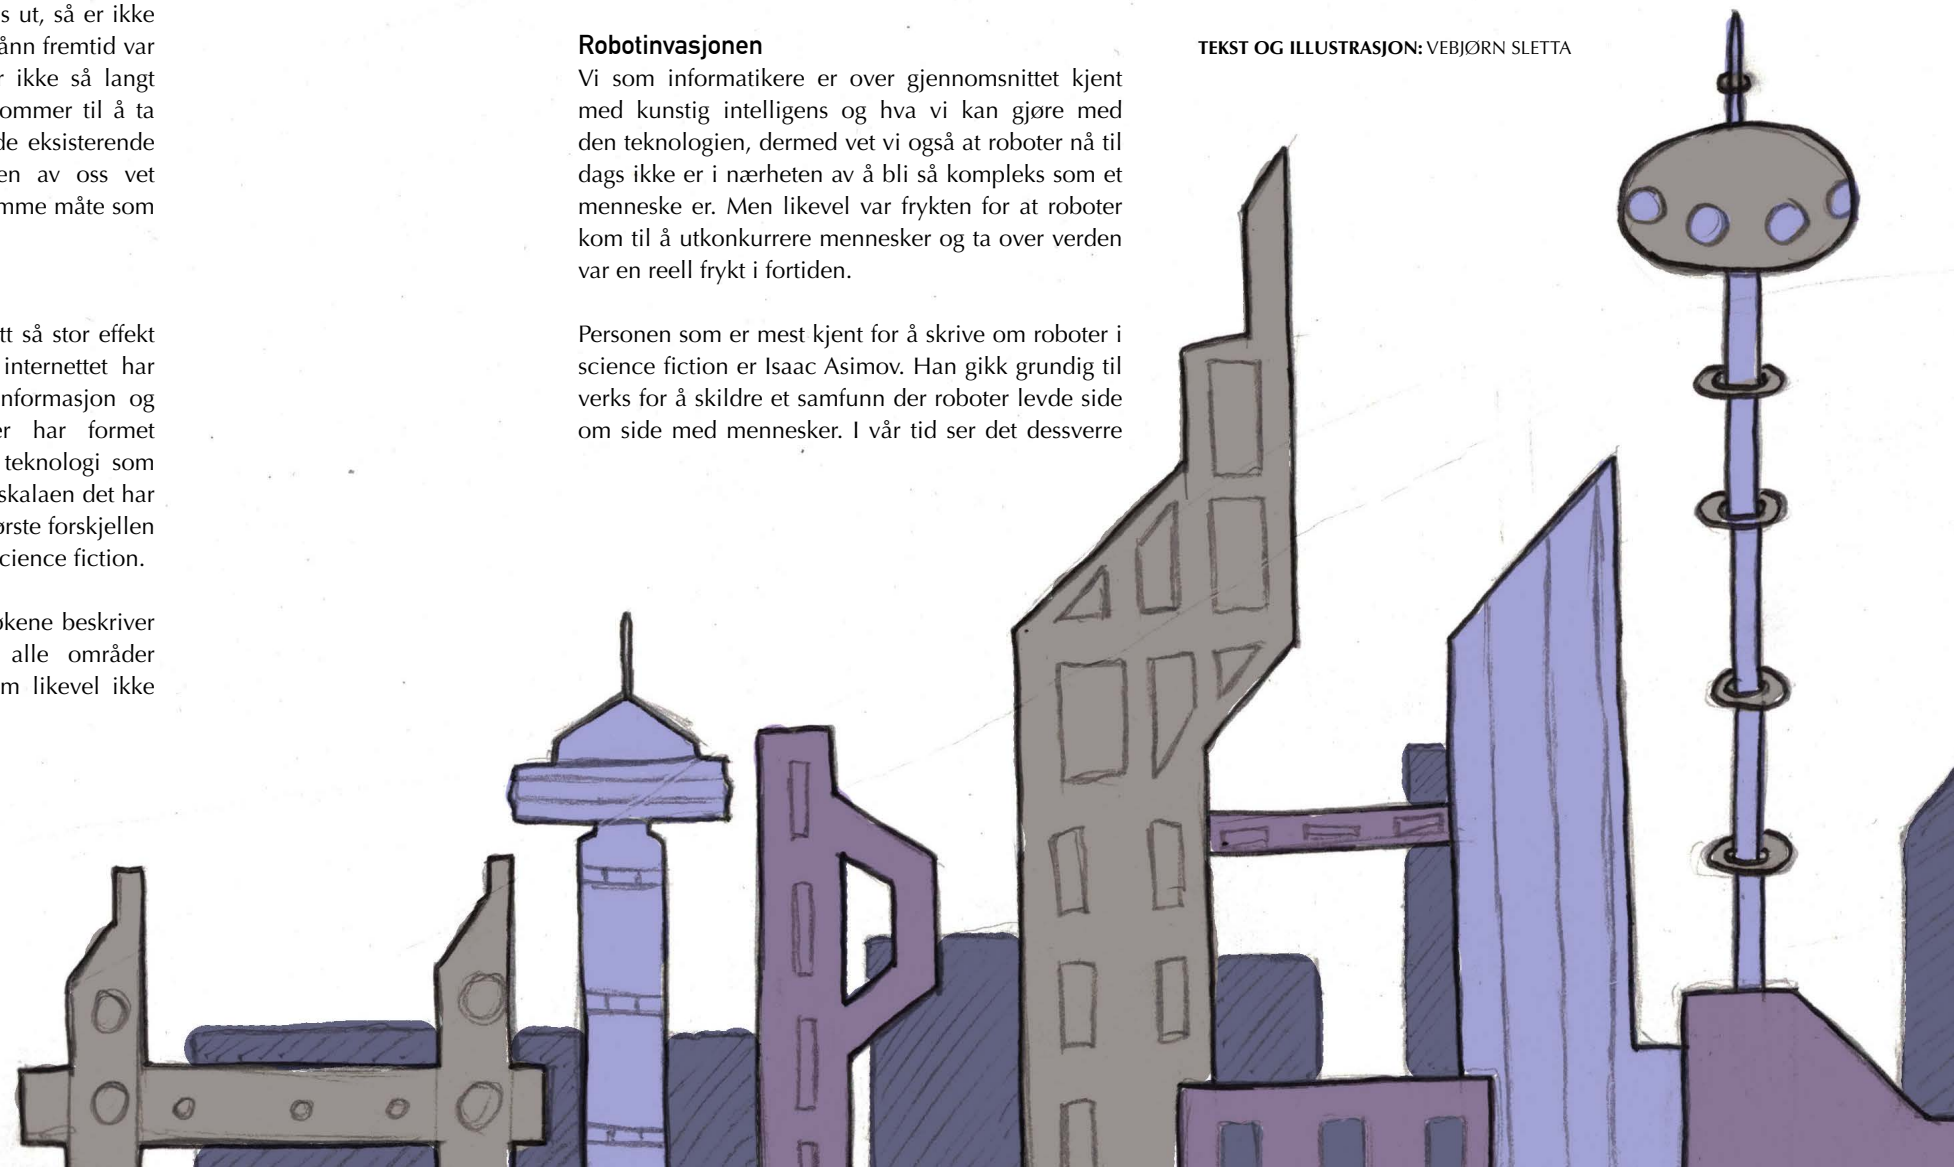 s ut, så er ikke
ånn fremtid var
r ikke så langt
ommer til å ta
de eksisterende
en av oss vet
mme måte som
tt så stor effekt
internettet har
nformasjon og
er har formet
teknologi som
skalaen det har
ørste forskjellen
cience fiction.
økene beskriver
alle områder
m likevel ikke
Robotinvasjonen
Vi som informatikere er over gjennomsnittet kjent
med kunstig intelligens og hva vi kan gjøre med
den teknologien, dermed vet vi også at roboter nå til
dags ikke er i nærheten av å bli så kompleks som et
menneske er. Men likevel var frykten for at roboter
kom til å utkonkurrere mennesker og ta over verden
var en reell frykt i fortiden.
Personen som er mest kjent for å skrive om roboter i
science fiction er Isaac Asimov. Han gikk grundig til
verks for å skildre et samfunn der roboter levde side
om side med mennesker. I vår tid ser det dessverre
TEKST OG ILLUSTRASJON: VEBJØRN SLETTA